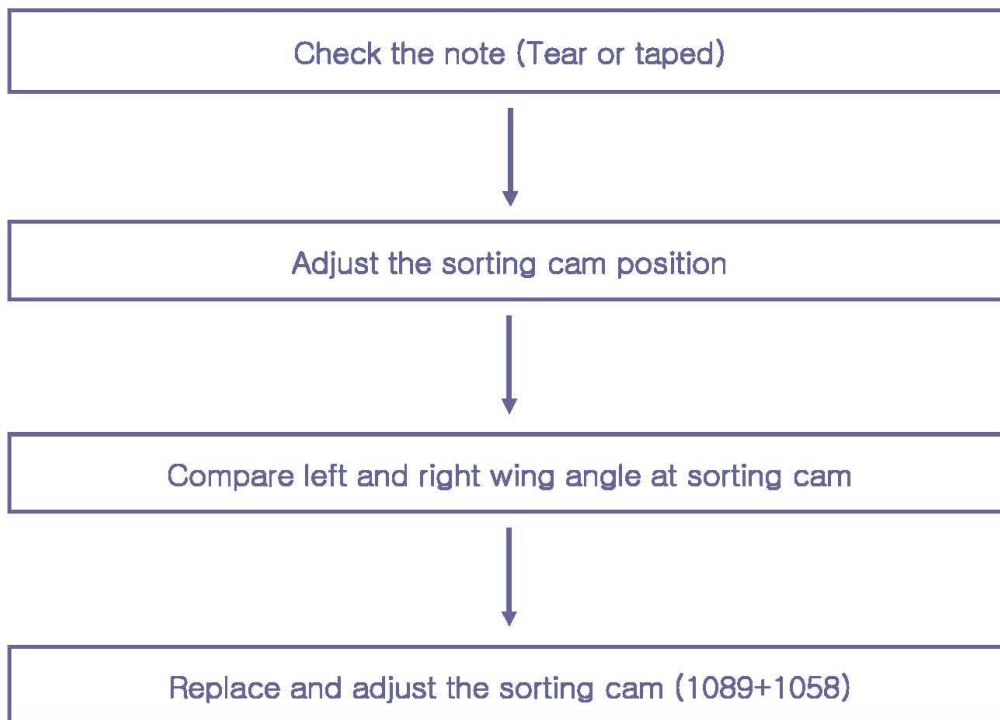 Check the note (Tear or taped)
Adjust the sorting cam position
Compare left and right wing angle at sorting cam
Replace and adjust the sorting cam (1089+1058)